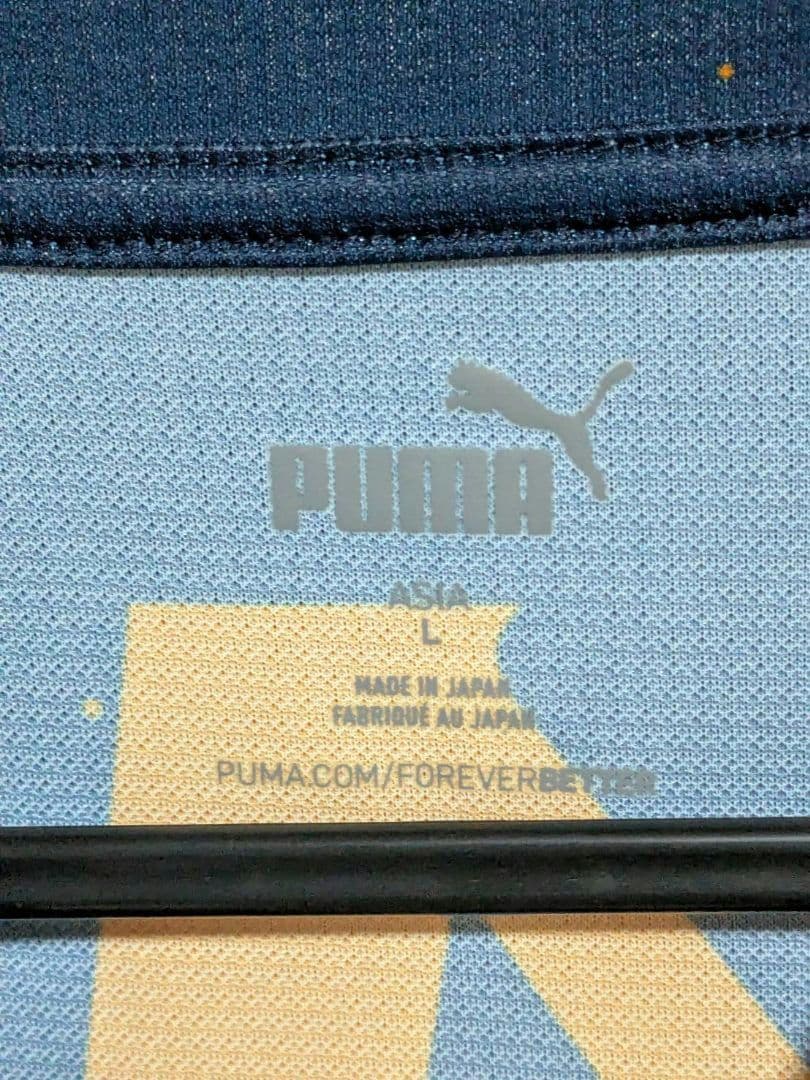 PUMA
ASIA
L
MADE IN JAPAN
FABRIQUÉ AU JAPAN
PUMA.COM/FOREVERBETTER